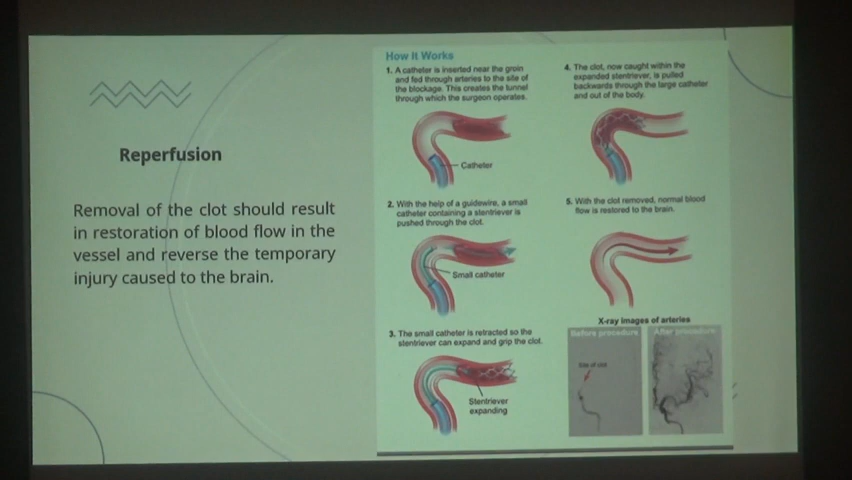 Reperfusion
Removal of the clot should result
in restoration of blood flow in the
vessel and reverse the temporary
injury caused to the brain.
How It Works
1. A catheter is inserted near the groin
and fed through arteries to the site of
the blockage. This creates the tunnel
through which the surgeon operates.
Catheter
2. With the help of a guidewire, a small
catheter containing a stentriever is
pushed through the clot.
Small catheter
3. The small catheter is retracted so the
stentriever can expand and grip the clot.
Stentriever
expanding
4. The clot, now caught within the
expanded stentriever, is pulled
backwards through the large catheter
and out of the body.
5. With the clot removed, normal blood
flow is restored to the brain.
X-ray images of arteries
Before procedure
After procedure
Site of clot